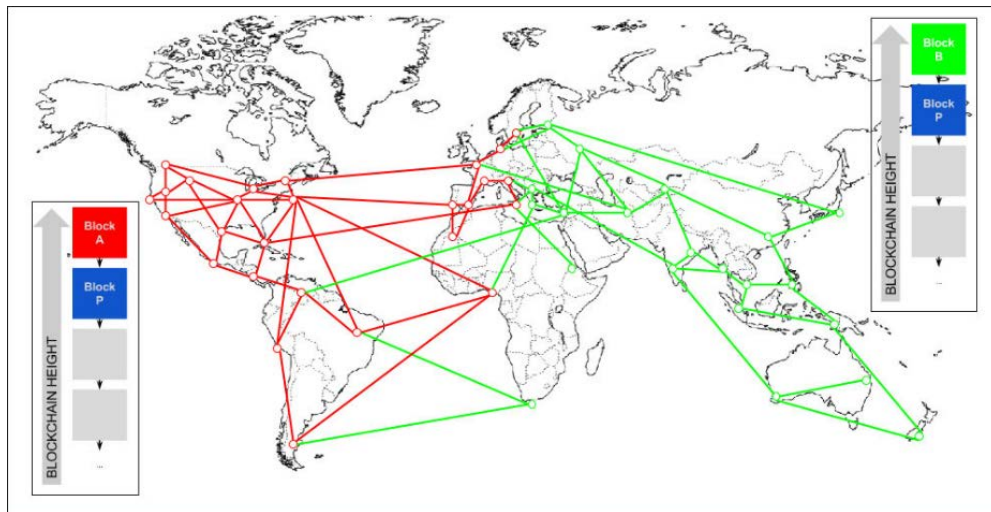 BLOCKCHAIN HEIGHT
Block
A
Block
P
...
BLOCKCHAIN HEIGHT
Block
B
Block
P
...